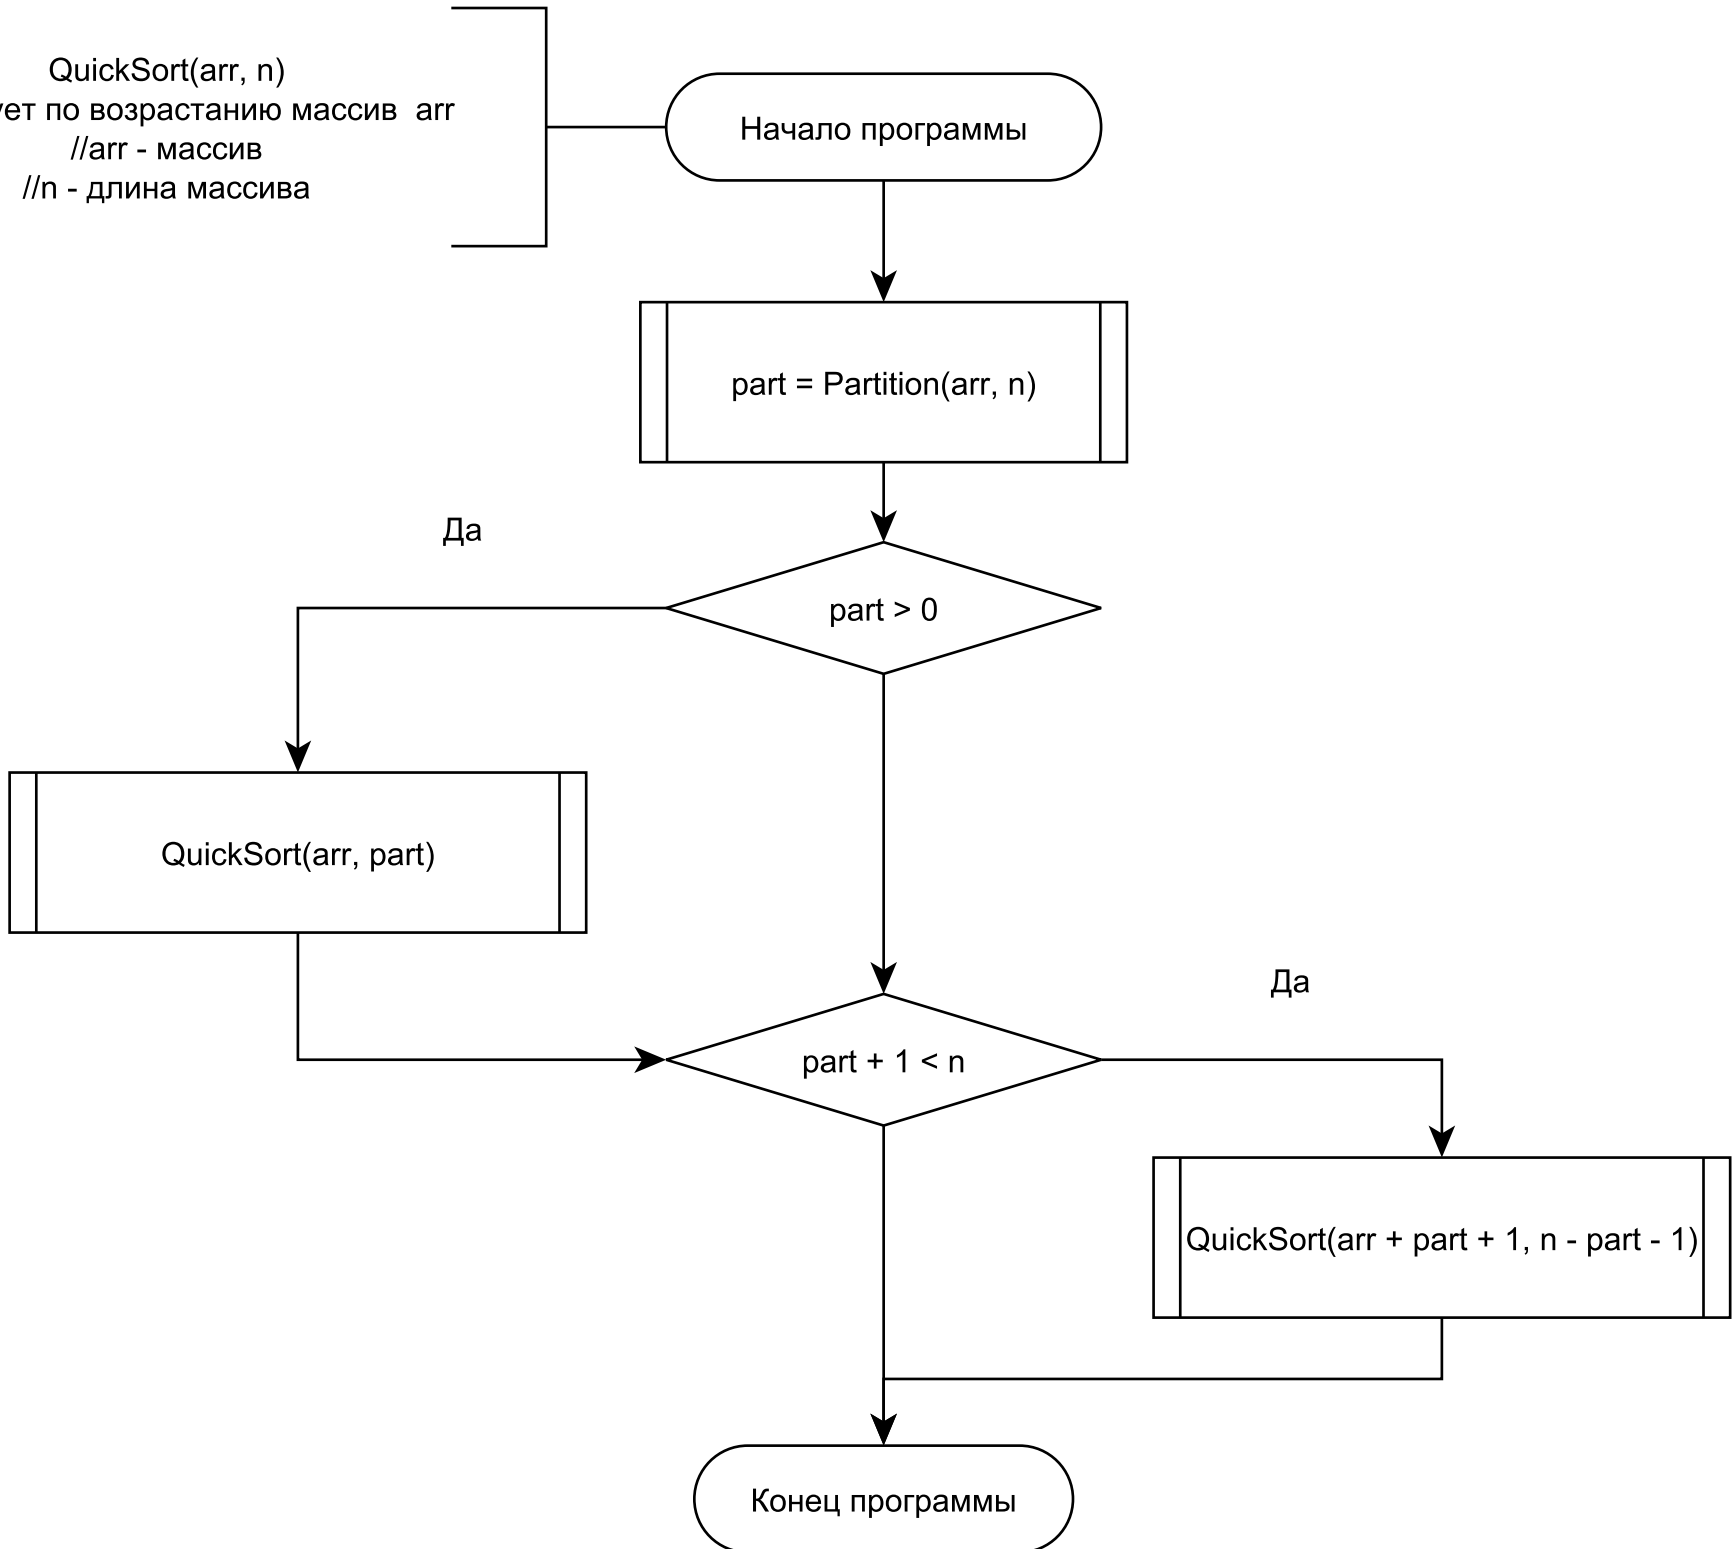 QuickSort(arr, n)
по возрастанию массив arr
//arr - массив
//n - длина массива
Начало программы
part = Partition(arr, n)
Да
part > 0
QuickSort(arr, part)
Да
part + 1 < n
QuickSort(arr + part + 1, n - part - 1)
Конец программы